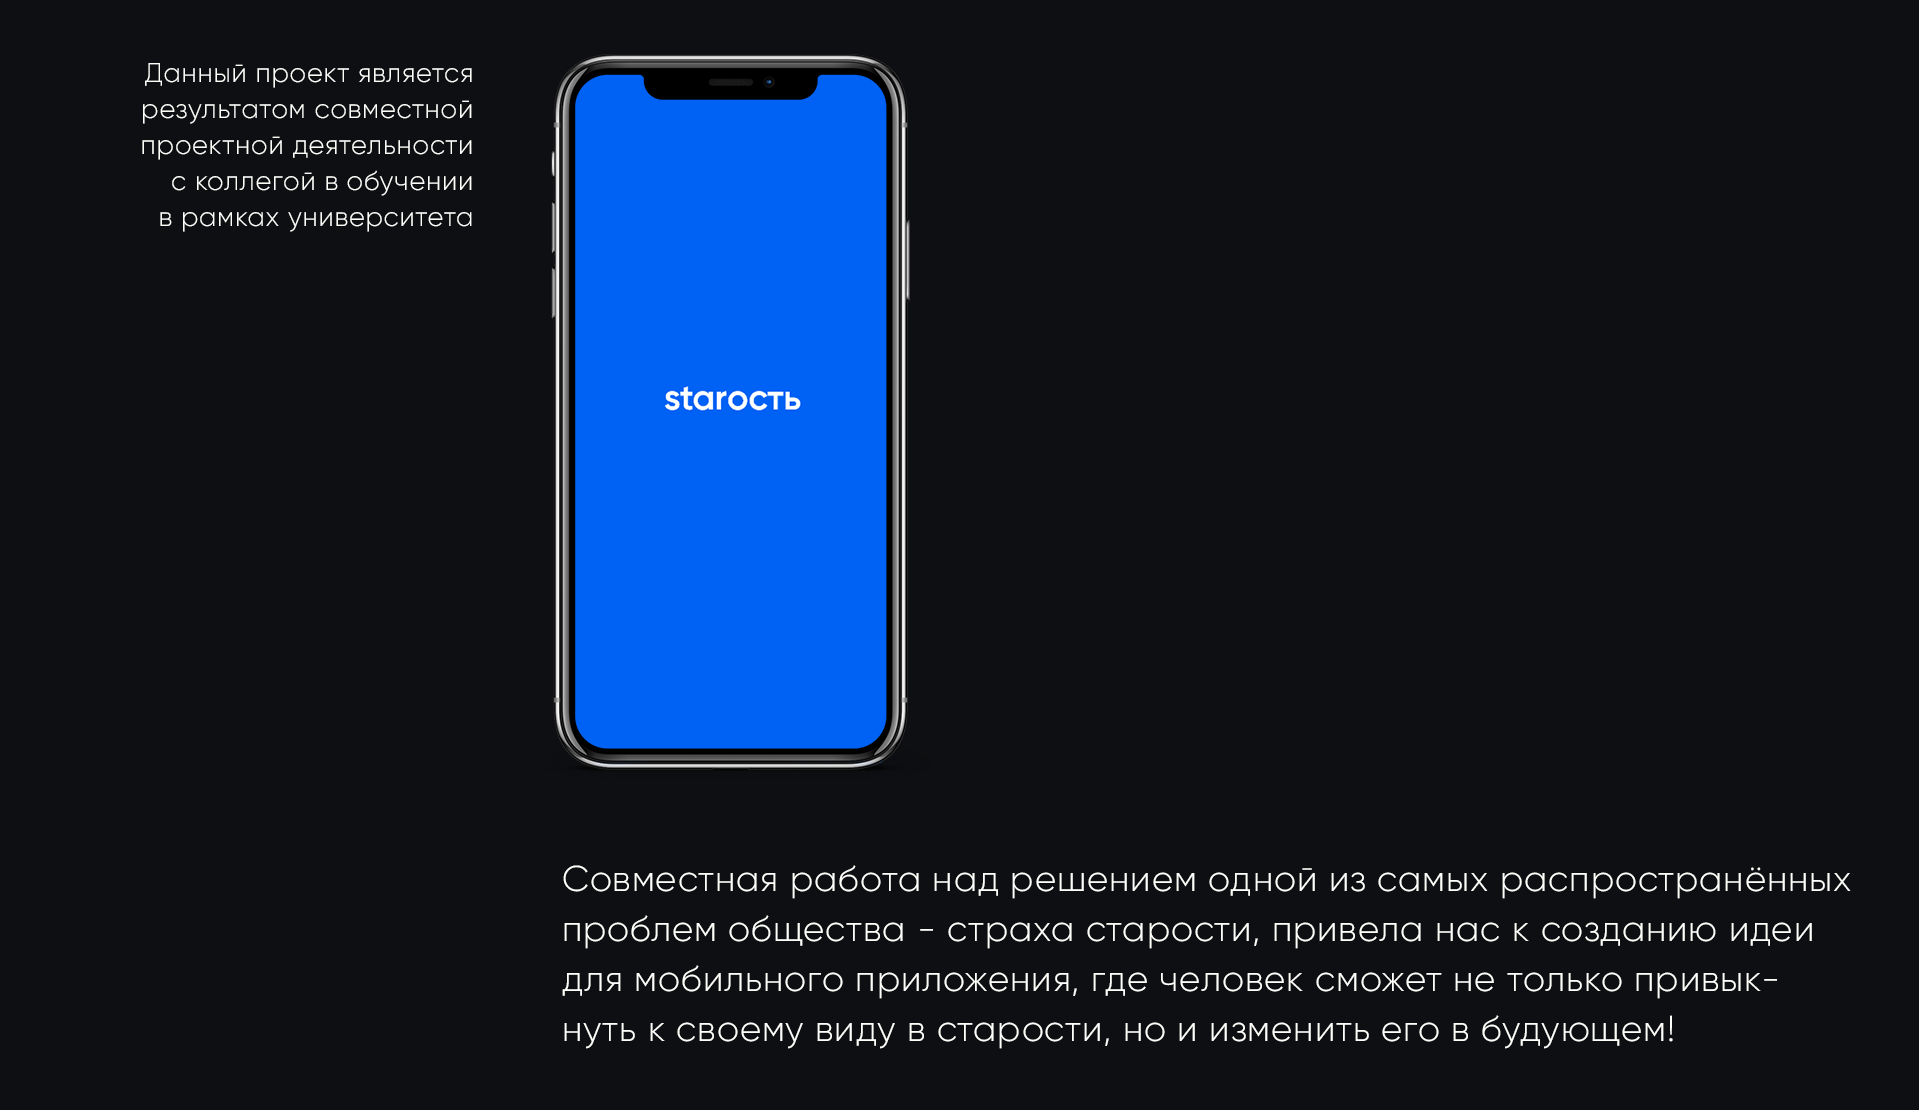 Данный проект является
результатом совместной
проектной деятельности
с коллегой в обучении
в рамках университета
starость
Совместная работа над решением одной из самых распространённых
проблем общества - страха старости, привела нас к созданию идеи
для мобильного приложения, где человек сможет не только привык-
нуть к своему виду в старости, но и изменить его в будующем!